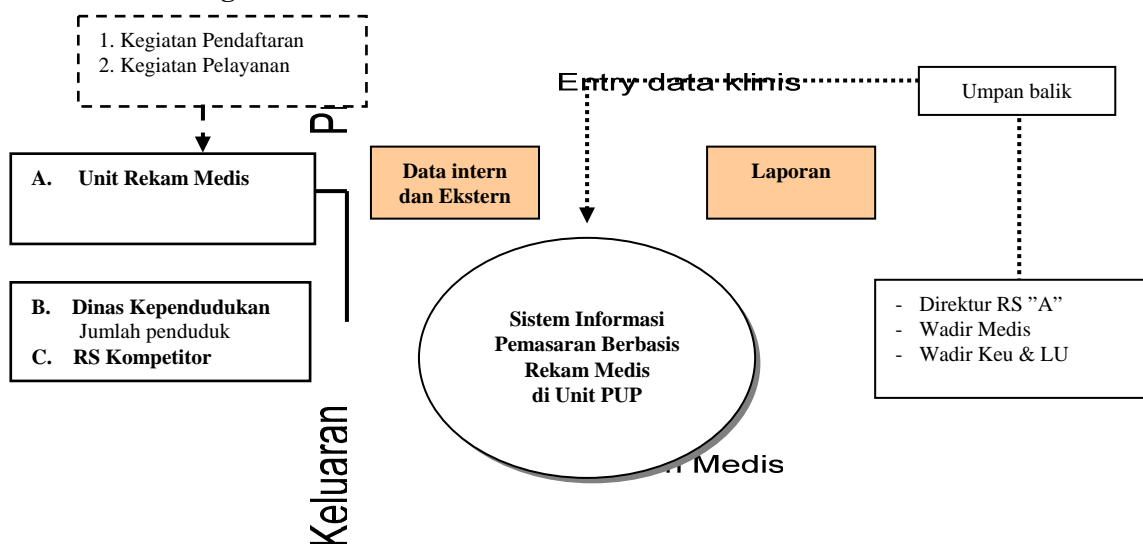 1. Kegiatan Pendaftaran
2. Kegiatan Pelayanan
Entry data klinis
Umpan balik
A. Unit Rekam Medis
Data intern
dan Ekstern
Laporan
B. Dinas Kependudukan
Jumlah penduduk
C. RS Kompetitor
Sistem Informasi
Pemasaran Berbasis
Rekam Medis
di Unit PUP
- Direktur RS ”A”
- Wadir Medis
- Wadir Keu & LU
Keluaran
Medis